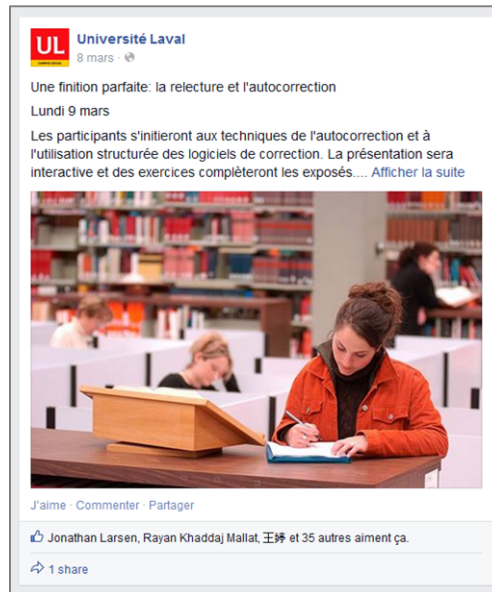 UL
Université Laval
8 mars ·
Une finition parfaite: la relecture et l'autocorrection
Lundi 9 mars
Les participants s'initieront aux techniques de l'autocorrection et à
l'utilisation structurée des logiciels de correction. La présentation sera
interactive et des exercices complèteront les exposés.... Afficher la suite
J'aime · Commenter · Partager
Jonathan Larsen, Rayan Khaddaj Mallat, 王婷 et 35 autres aiment ça.
1 share